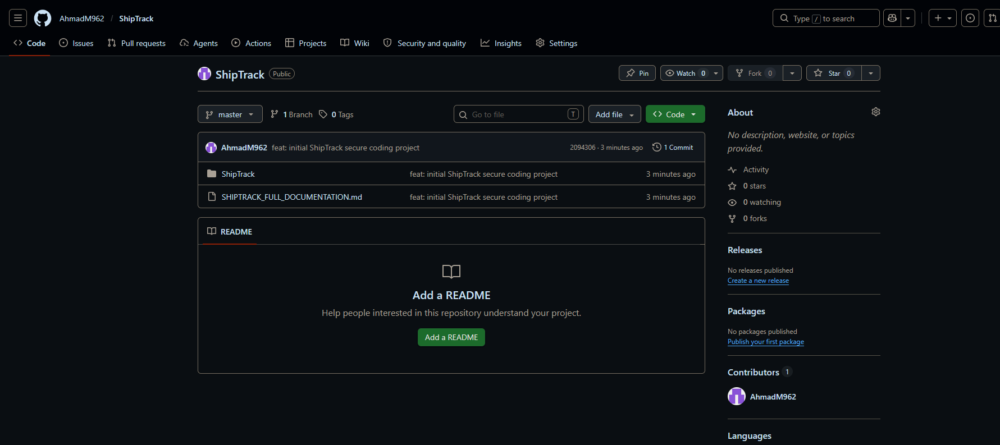 AhmadM962 / ShipTrack
Type / to search
Code Issues Pull requests Agents Actions Projects Wiki Security and quality Insights Settings
ShipTrack Public
Pin Watch 0 Fork 0 Star 0
master 1 Branch 0 Tags
Go to file T Add file Code
AhmadM962 feat: initial ShipTrack secure coding project 2094306 · 3 minutes ago 1 Commit
ShipTrack feat: initial ShipTrack secure coding project 3 minutes ago
SHIPTRACK_FULL_DOCUMENTATION.md feat: initial ShipTrack secure coding project 3 minutes ago
README
Add a README
Help people interested in this repository understand your project.
Add a README
About
No description, website, or topics
provided.
Activity
0 stars
0 watching
0 forks
Releases
No releases published
Create a new release
Packages
No packages published
Publish your first package
Contributors 1
AhmadM962
Languages